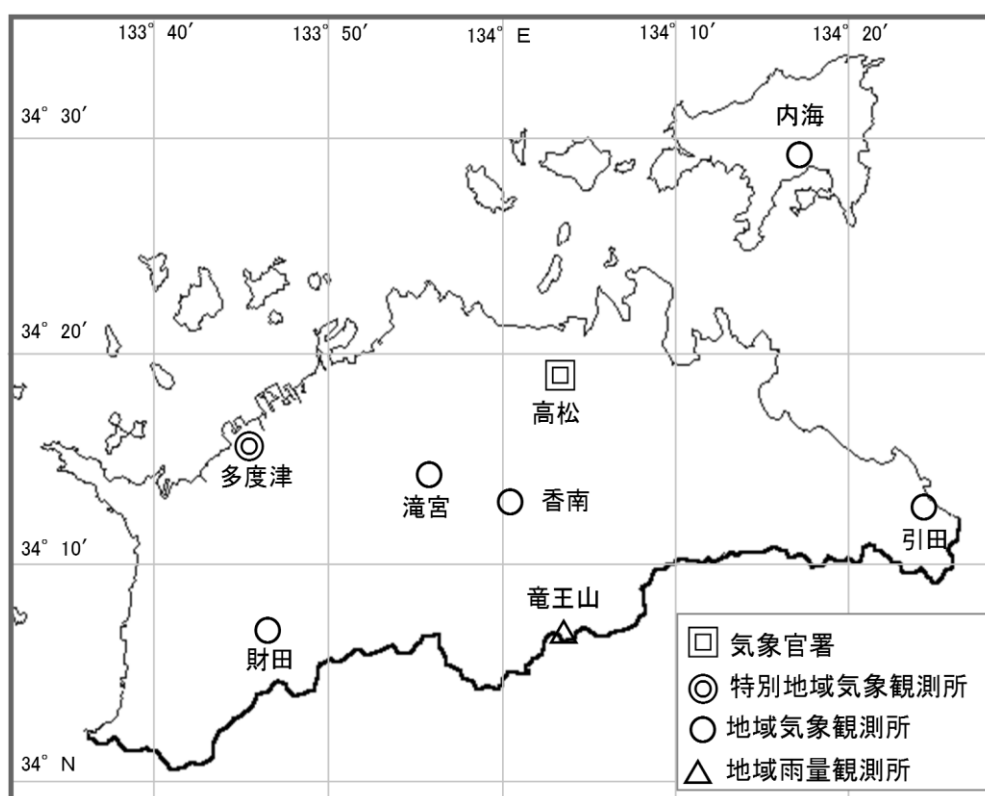 133° 40′
133° 50′
134° E
134° 10′
134° 20′
34° 30′
内海
34° 20′
高松
多度津
滝宮
香南
引田
34° 10′
竜王山
財田
気象官署
特別地域気象観測所
地域気象観測所
地域雨量観測所
34° N